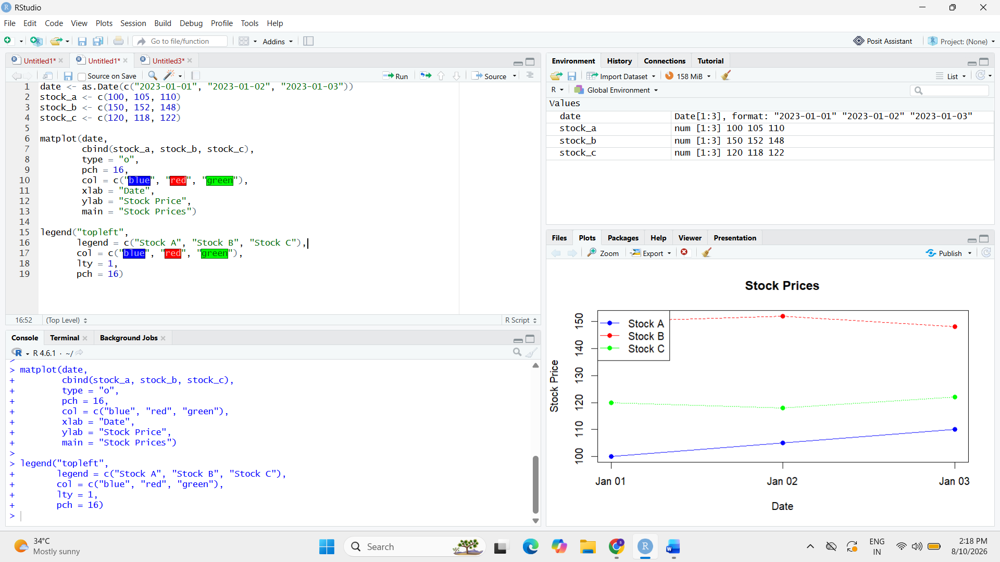 RStudio
File Edit Code View Plots Session Build Debug Profile Tools Help
Go to file/function Addins Posit Assistant Project: (None)
Untitled1* Untitled1* Untitled3*
Source on Save Run Source
1 date <- as.Date(c("2023-01-01", "2023-01-02", "2023-01-03"))
2 stock_a <- c(100, 105, 110)
3 stock_b <- c(150, 152, 148)
4 stock_c <- c(120, 118, 122)
5
6 matplot(date,
7 cbind(stock_a, stock_b, stock_c),
8 type = "o",
9 pch = 16,
10 col = c("blue", "red", "green"),
11 xlab = "Date",
12 ylab = "Stock Price",
13 main = "Stock Prices")
14
15 legend("topleft",
16 legend = c("Stock A", "Stock B", "Stock C"),
17 col = c("blue", "red", "green"),
18 lty = 1,
19 pch = 16)
16:52 (Top Level) R Script
Console Terminal Background Jobs
R 4.6.1 · ~/
>
> matplot(date,
+ cbind(stock_a, stock_b, stock_c),
+ type = "o",
+ pch = 16,
+ col = c("blue", "red", "green"),
+ xlab = "Date",
+ ylab = "Stock Price",
+ main = "Stock Prices")
>
> legend("topleft",
+ legend = c("Stock A", "Stock B", "Stock C"),
+ col = c("blue", "red", "green"),
+ lty = 1,
+ pch = 16)
>
Environment History Connections Tutorial
Import Dataset 158 MiB List
R Global Environment
Values
date Date[1:3], format: "2023-01-01" "2023-01-02" "2023-01-03"
stock_a num [1:3] 100 105 110
stock_b num [1:3] 150 152 148
stock_c num [1:3] 120 118 122
Files Plots Packages Help Viewer Presentation
Zoom Export Publish
Stock Prices
Stock A
Stock B
Stock C
Stock Price
150
140
130
120
110
100
Jan 01 Jan 02 Jan 03
Date
34°C
Mostly sunny
Search
ENG
IN
2:18 PM
8/10/2026